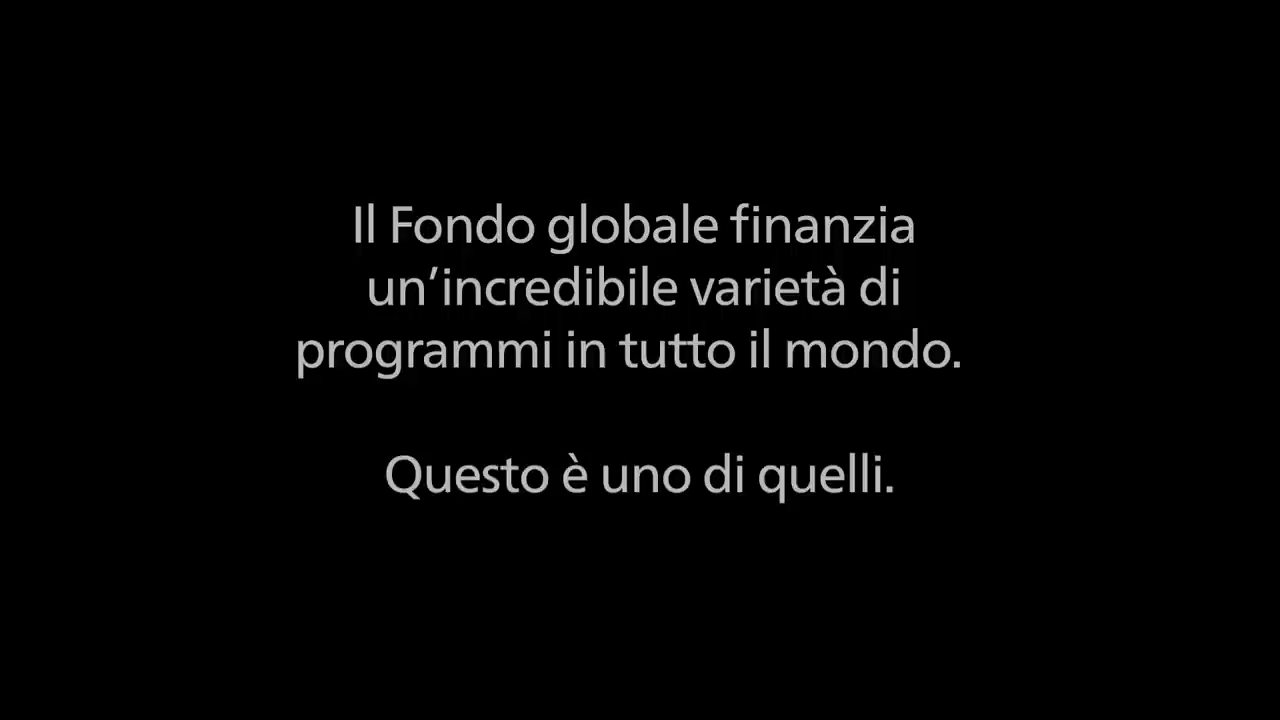 Il Fondo globale finanzia
un’incredibile varietà di
programmi in tutto il mondo.
Questo è uno di quelli.